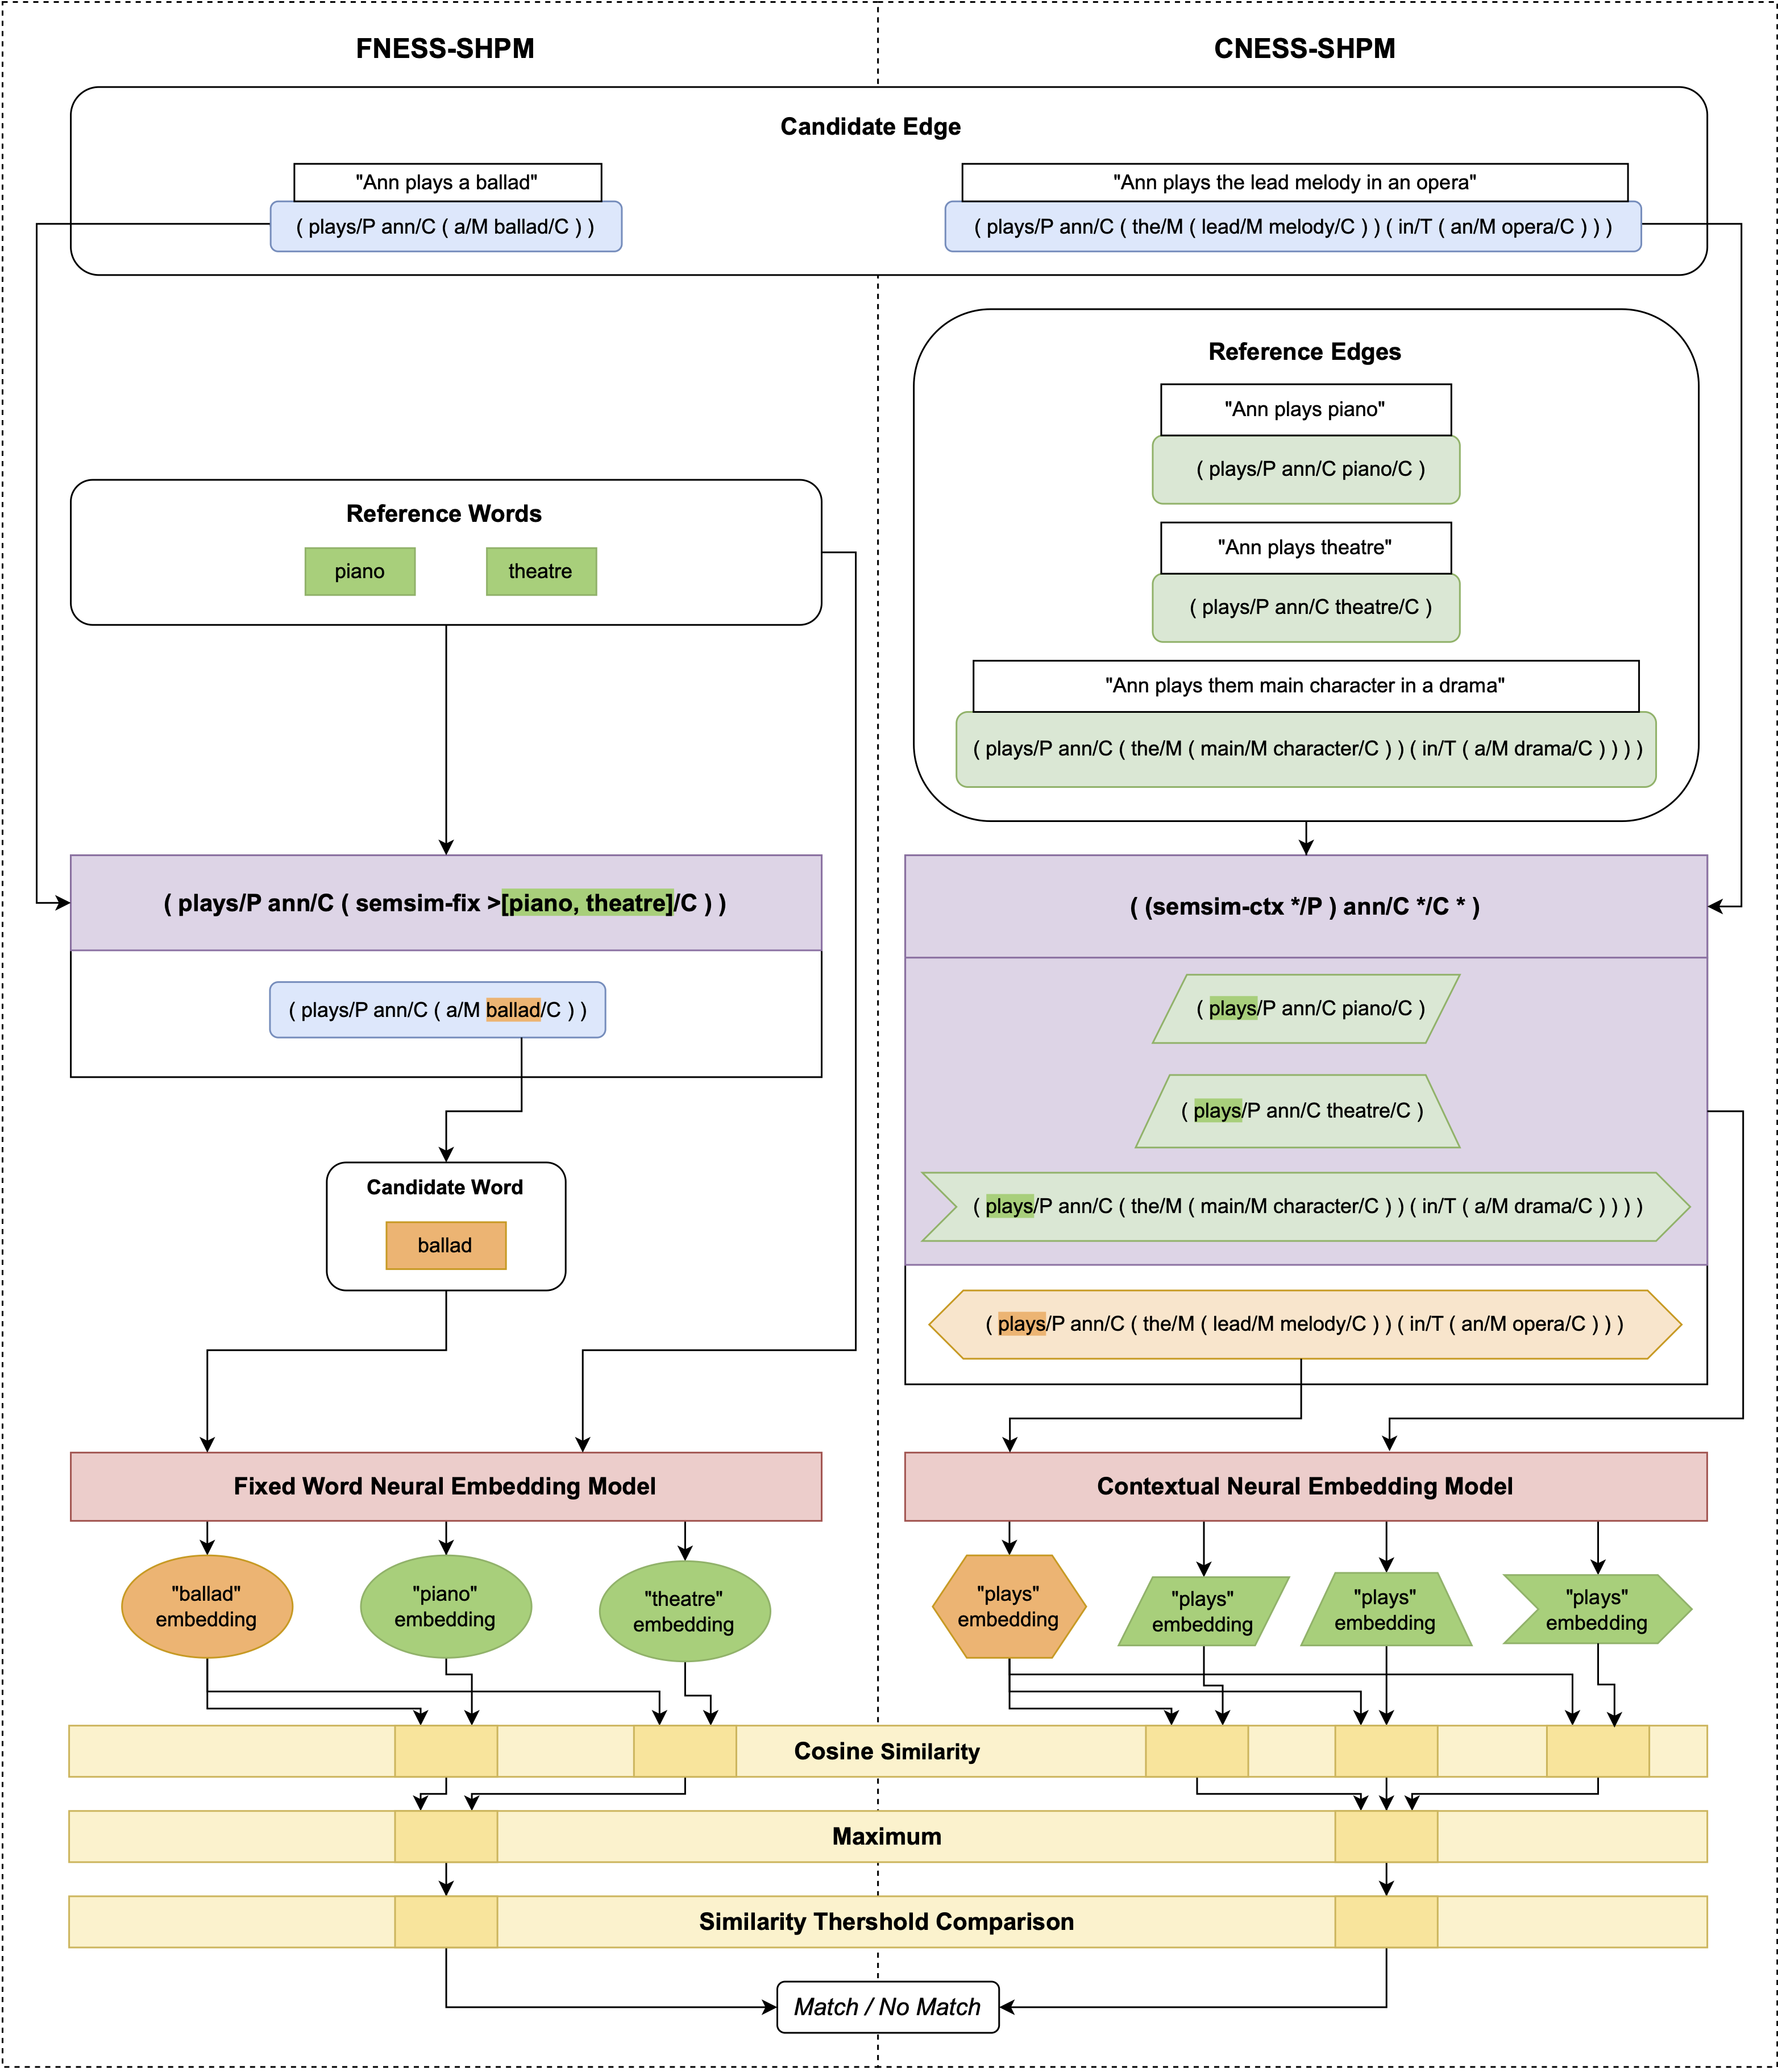 FNESS-SHPM
CNESS-SHPM
Candidate Edge
"Ann plays a ballad"
( plays/P ann/C ( a/M ballad/C ) )
"Ann plays the lead melody in an opera"
( plays/P ann/C ( the/M ( lead/M melody/C ) ) ( in/T ( an/M opera/C ) ) )
Reference Words
piano
theatre
Reference Edges
"Ann plays piano"
( plays/P ann/C piano/C )
"Ann plays theatre"
( plays/P ann/C theatre/C )
"Ann plays them main character in a drama"
( plays/P ann/C ( the/M ( main/M character/C ) ) ( in/T ( a/M drama/C ) ) ) )
( plays/P ann/C ( semsim-fix >[piano, theatre]/C ) )
( plays/P ann/C ( a/M ballad/C ) )
Candidate Word
ballad
( (semsim-ctx */P ) ann/C */C * )
( plays/P ann/C piano/C )
( plays/P ann/C theatre/C )
( plays/P ann/C ( the/M ( main/M character/C ) ) ( in/T ( a/M drama/C ) ) ) )
( plays/P ann/C ( the/M ( lead/M melody/C ) ) ( in/T ( an/M opera/C ) ) )
Fixed Word Neural Embedding Model
Contextual Neural Embedding Model
"ballad"
embedding
"piano"
embedding
"theatre"
embedding
"plays"
embedding
"plays"
embedding
"plays"
embedding
"plays"
embedding
Cosine Similarity
Maximum
Similarity Thershold Comparison
Match / No Match